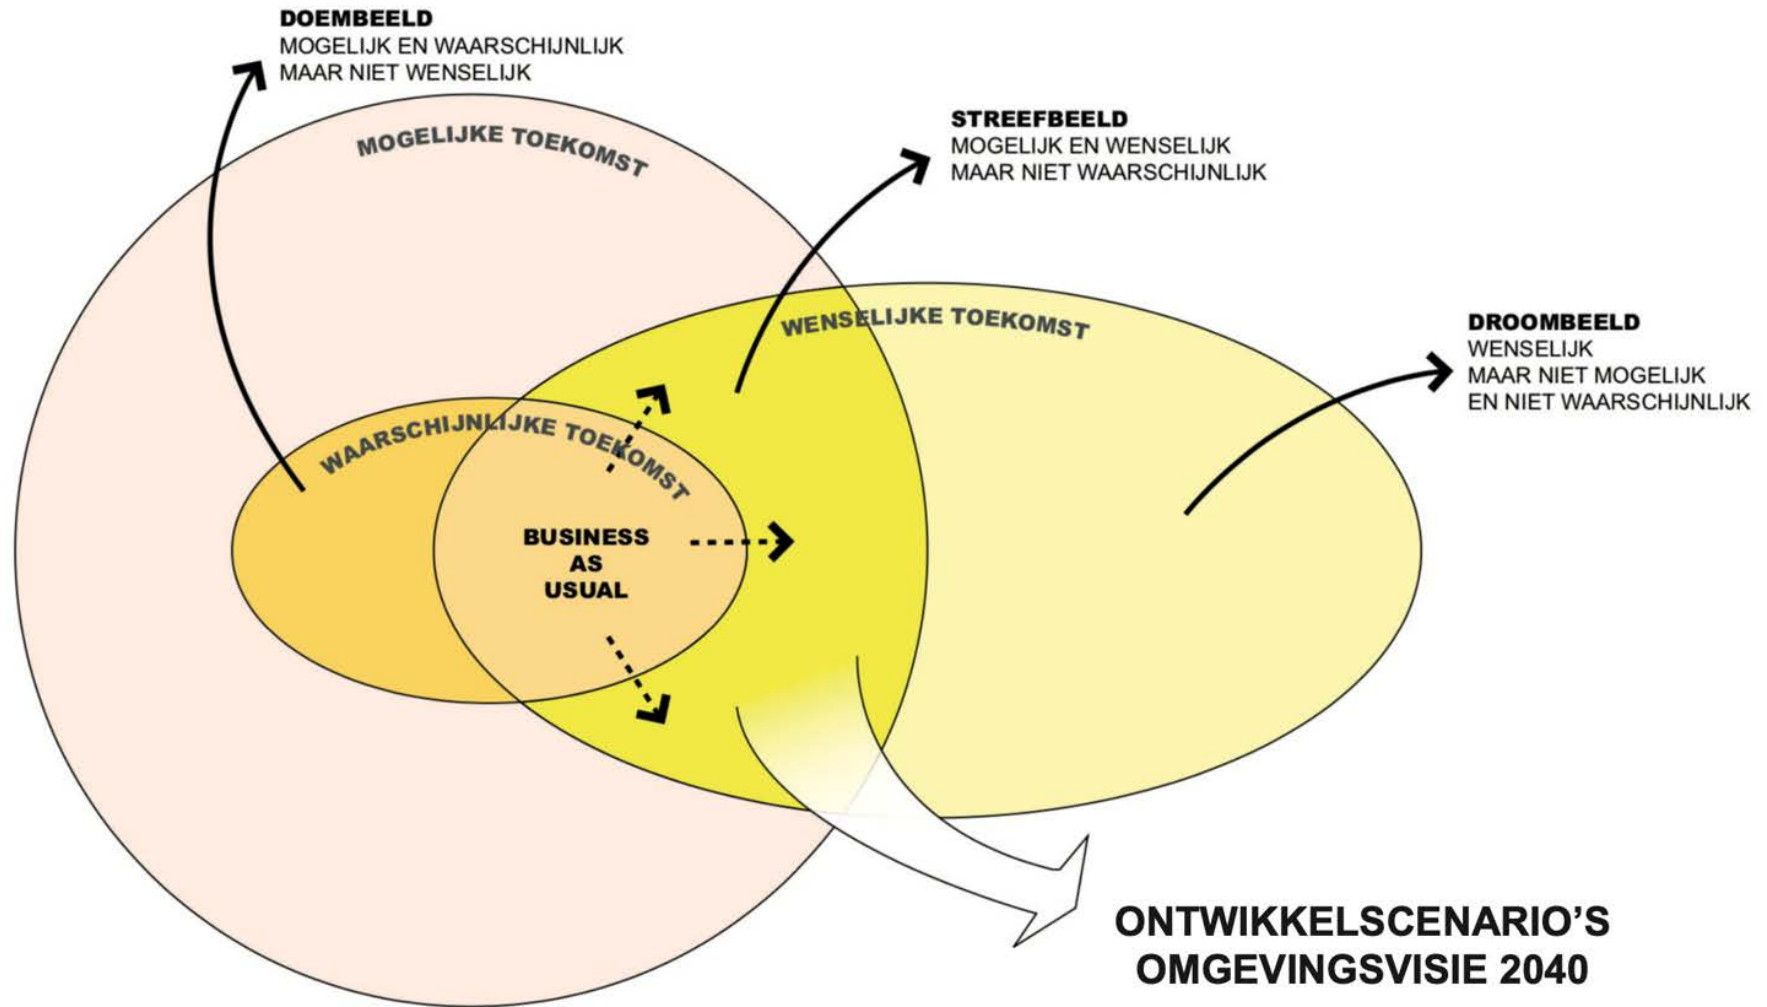 DOEMBEELD
MOGELIJK EN WAARSCHIJNLIJK
MAAR NIET WENSELIJK
MOGELIJKE TOEKOMST
STREEFBEELD
MOGELIJK EN WENSELIJK
MAAR NIET WAARSCHIJNLIJK
WENSELIJKE TOEKOMST
DROOMBEELD
WENSELIJK
MAAR NIET MOGELIJK
EN NIET WAARSCHIJNLIJK
WAARSCHIJNLIJKE TOEKOMST
BUSINESS
AS
USUAL
ONTWIKKELSCENARIO'S
OMGEVINGSVISIE 2040